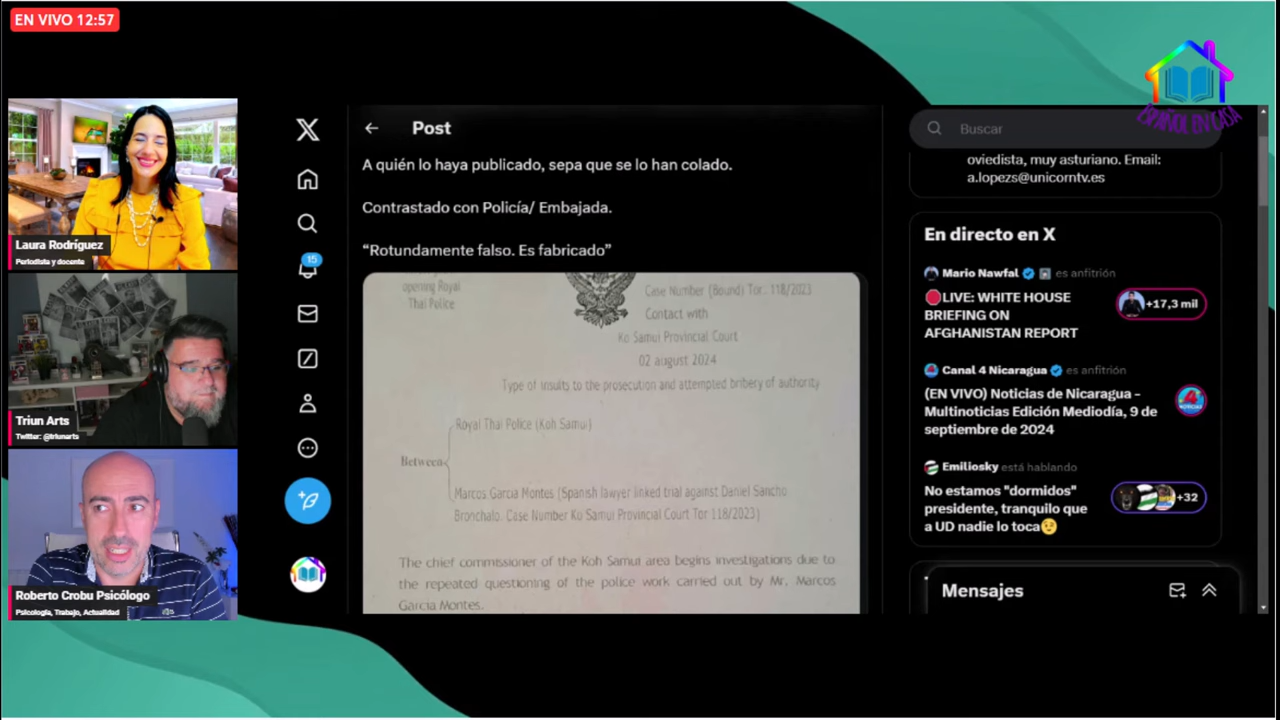 EN VIVO 12:57
ESPAÑOL EN CASA
Laura Rodríguez
Periodista y docente
Triun Arts
Twitter: @triunarts
Roberto Crobu Psicólogo
Psicología, Trabajo, Actualidad
15
Post
A quién lo haya publicado, sepa que se lo han colado.
Contrastado con Policía/ Embajada.
“Rotundamente falso. Es fabricado”
opening Royal
Thai Police
Case Number (Bound) Tor. 118/2023
Contact with
Ko Samui Provincial Court
02 august 2024
Type of insults to the prosecution and attempted bribery of authority
Royal Thai Police (Koh Samui)
Between
Marcos Garcia Montes (Spanish lawyer linked trial against Daniel Sancho
Bronchalo. Case Number Ko Samui Provincial Court Tor 118/2023)
The chief commissioner of the Koh Samui area begins investigations due to
the repeated questioning of the police work carried out by Mr. Marcos
Garcia Montes.
Buscar
oviedista, muy asturiano. Email:
a.lopezs@unicorntv.es
En directo en X
Mario Nawfal es anfitrión
LIVE: WHITE HOUSE
BRIEFING ON
AFGHANISTAN REPORT
+17,3 mil
Canal 4 Nicaragua es anfitrión
(EN VIVO) Noticias de Nicaragua -
Multinoticias Edición Mediodía, 9 de
septiembre de 2024
4
NOTICIAS
Emiliosky está hablando
No estamos "dormidos"
presidente, tranquilo que
a UD nadie lo toca😉
+32
Mensajes